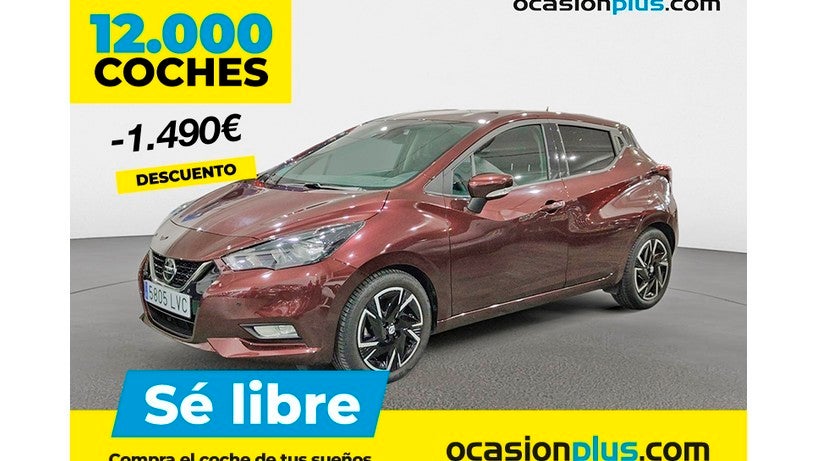 ocasionplus.com
12.000
COCHES
-1.490€
DESCUENTO
5805 LVC
Sé libre
Compra el coche de tus sueños
ocasionplus.com